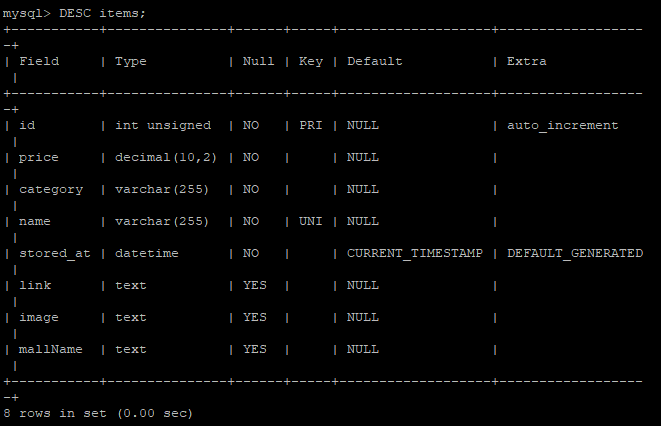 mysql> DESC items;
+-----------+---------------+------+-----+-------------------+------------------
-+
| Field     | Type          | Null | Key | Default           | Extra
 |
+-----------+---------------+------+-----+-------------------+------------------
-+
| id        | int unsigned  | NO   | PRI | NULL              | auto_increment
 |
| price     | decimal(10,2) | NO   |     | NULL              |
 |
| category  | varchar(255)  | NO   |     | NULL              |
 |
| name      | varchar(255)  | NO   | UNI | NULL              |
 |
| stored_at | datetime      | NO   |     | CURRENT_TIMESTAMP | DEFAULT_GENERATED
 |
| link      | text          | YES  |     | NULL              |
 |
| image     | text          | YES  |     | NULL              |
 |
| mallName  | text          | YES  |     | NULL              |
 |
+-----------+---------------+------+-----+-------------------+------------------
-+
8 rows in set (0.00 sec)